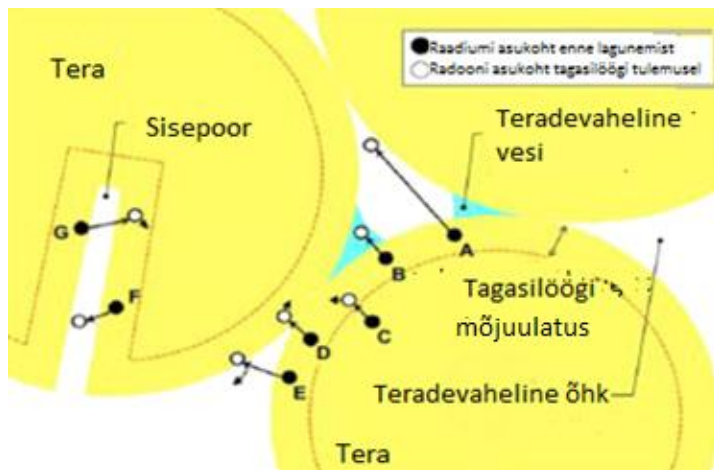 Raadiumi asukoht enne lagunemist
Radooni asukoht tagasilöögi tulemusel
Tera
Sisepoor
Teradevaheline
vesi
G
F
A
B
C
D
E
Tagasilöögi
mõjuulatus
Teradevaheline õhk
Tera